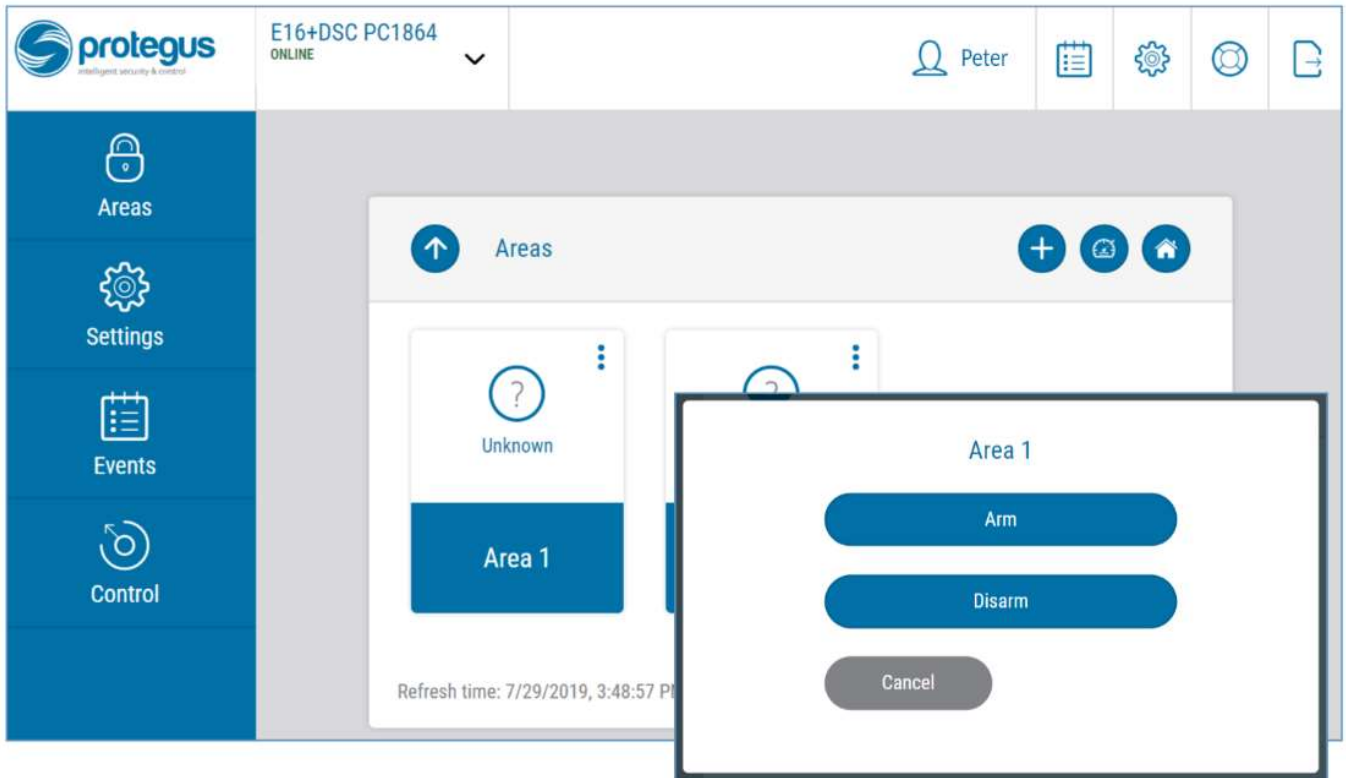 protegus
intelligent security & control
E16+DSC PC1864
ONLINE
Peter
Areas
Settings
Events
Control
Areas
?
Unknown
Area 1
?
Refresh time: 7/29/2019, 3:48:57
Area 1
Arm
Disarm
Cancel